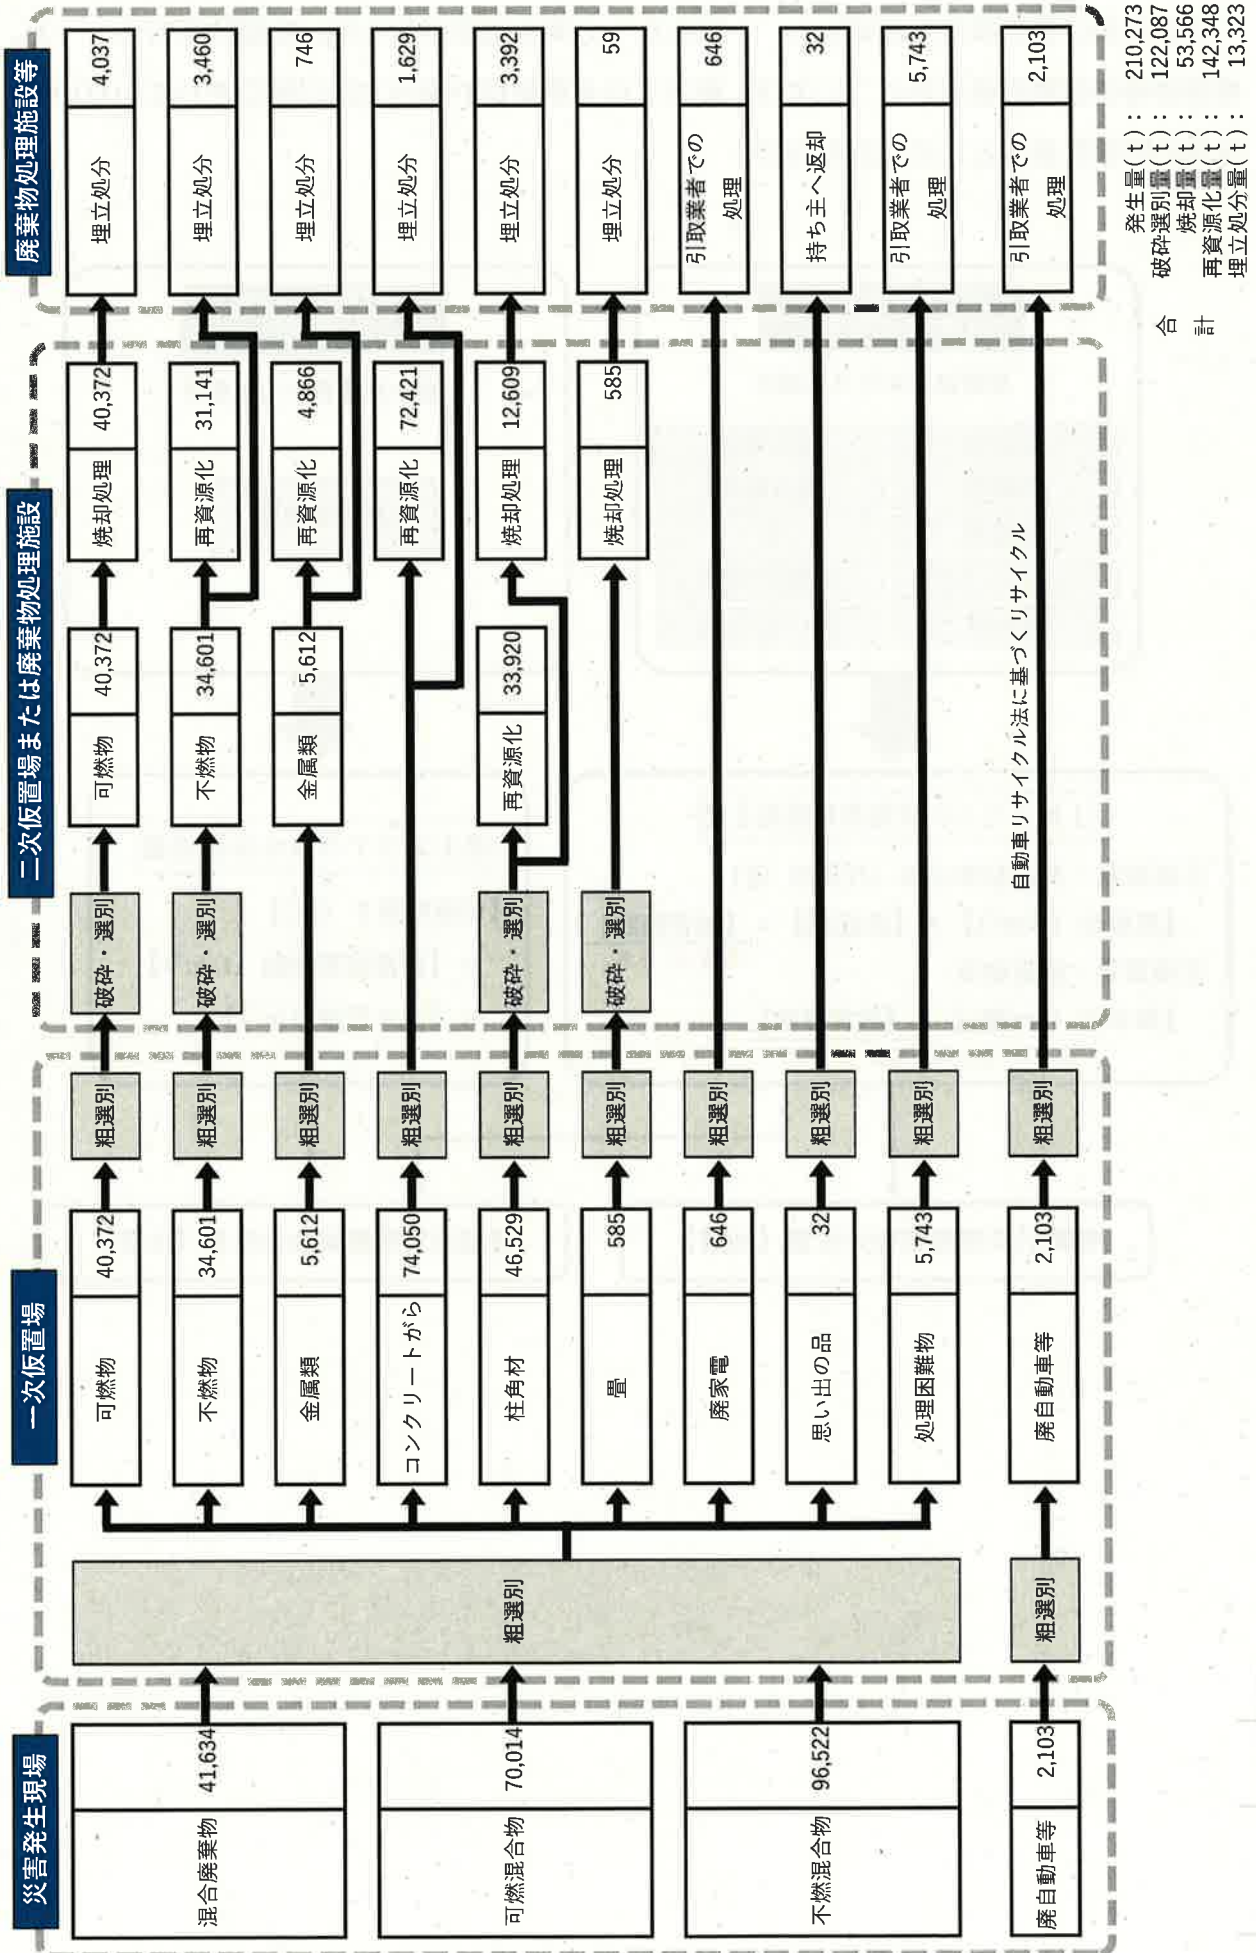 災害発生現場
混合廃棄物 41,634
可燃混合物 70,014
不燃混合物 96,522
廃自動車等 2,103
一次仮置場
粗選別
粗選別
可燃物 40,372
不燃物 34,601
金属類 5,612
コンクリートがら 74,050
柱角材 46,529
畳 585
廃家電 646
思い出の品 32
処理困難物 5,743
廃自動車等 2,103
粗選別
粗選別
粗選別
粗選別
粗選別
粗選別
粗選別
粗選別
粗選別
粗選別
二次仮置場または廃棄物処理施設
破砕・選別
破砕・選別
破砕・選別
破砕・選別
可燃物 40,372
不燃物 34,601
金属類 5,612
再資源化 33,920
焼却処理 40,372
再資源化 31,141
再資源化 4,866
再資源化 72,421
焼却処理 12,609
焼却処理 585
自動車リサイクル法に基づくリサイクル
廃棄物処理施設等
埋立処分 4,037
埋立処分 3,460
埋立処分 746
埋立処分 1,629
埋立処分 3,392
埋立処分 59
引取業者での
処理
646
持ち主へ返却 32
引取業者での
処理
5,743
引取業者での
処理
2,103
合
計
発生量(t): 210,273
破砕選別量(t): 122,087
焼却量(t): 53,566
再資源化量(t): 142,348
埋立処分量(t): 13,323